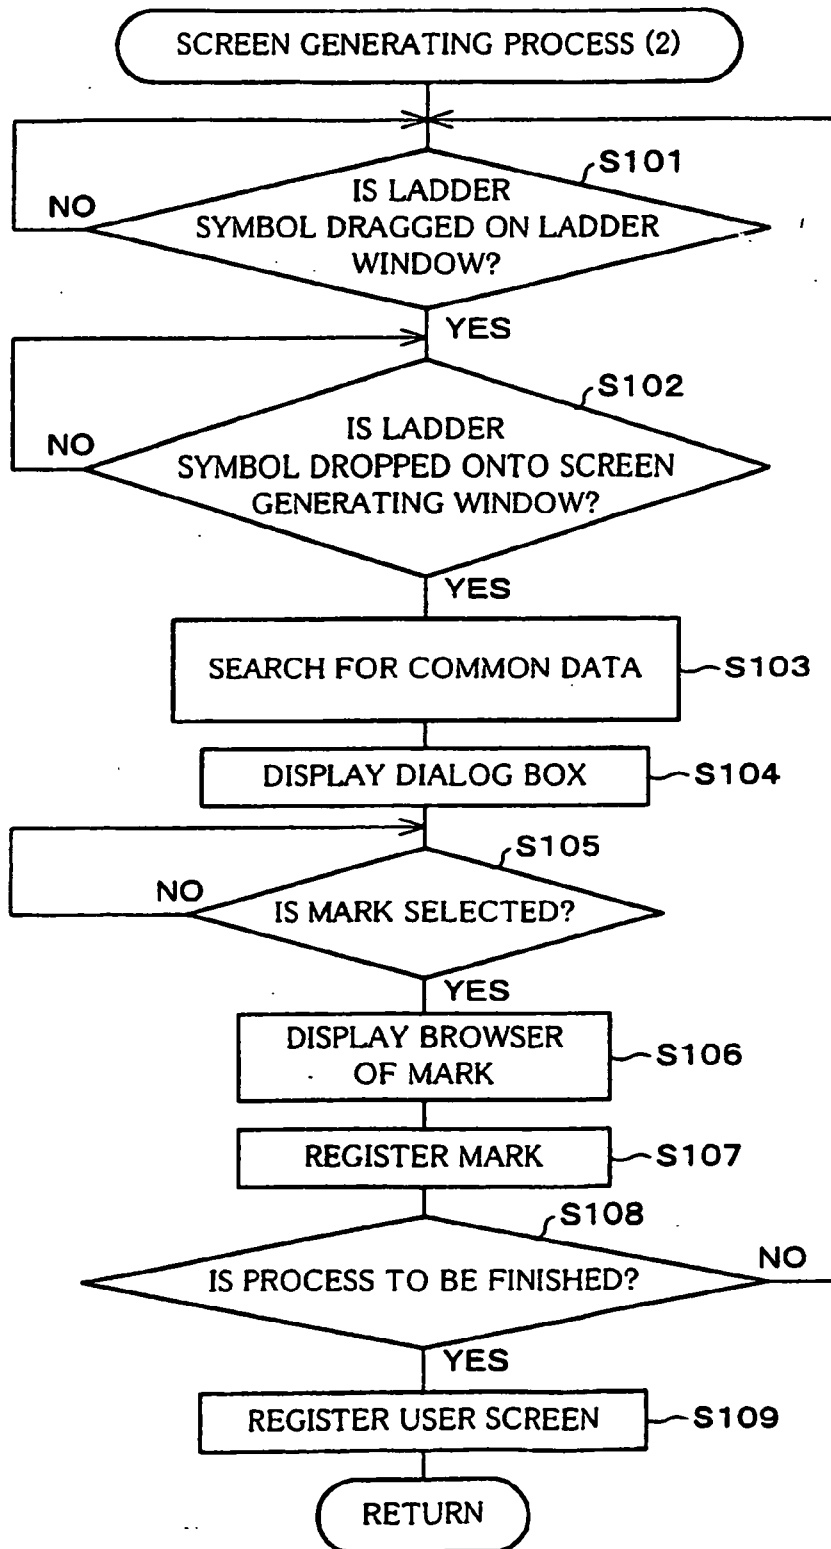 SCREEN GENERATING PROCESS (2)
S101
IS LADDER
SYMBOL DRAGGED ON LADDER
WINDOW?
NO
YES
S102
IS LADDER
SYMBOL DROPPED ONTO SCREEN
GENERATING WINDOW?
NO
YES
SEARCH FOR COMMON DATA
S103
DISPLAY DIALOG BOX
S104
S105
NO
IS MARK SELECTED?
YES
DISPLAY BROWSER
OF MARK
S106
REGISTER MARK
S107
S108
IS PROCESS TO BE FINISHED?
NO
YES
REGISTER USER SCREEN
S109
RETURN